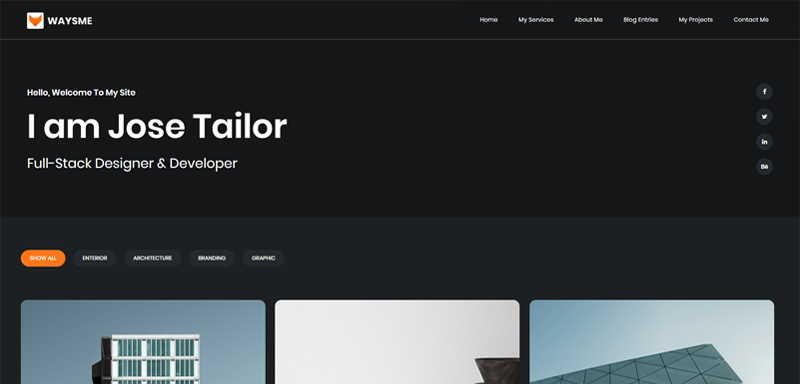 WAYSME
Home My Services About Me Blog Entries My Projects Contact Me
Hello, Welcome To My Site
I am Jose Tailor
Full-Stack Designer & Developer
f
in
Bē
SHOW ALL INTERIOR ARCHITECTURE BRANDING GRAPHIC